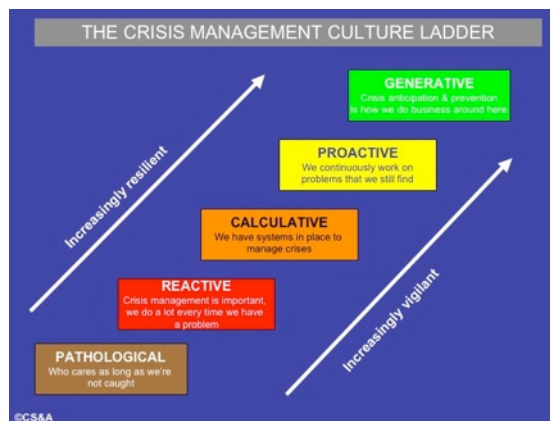 THE CRISIS MANAGEMENT CULTURE LADDER
GENERATIVE
Crisis anticipation & prevention
is how we do business around here
PROACTIVE
We continuously work on
problems that we still find
Increasingly resilient
CALCULATIVE
We have systems in place to
manage crises
REACTIVE
Crisis management is important,
we do a lot every time we have
a problem
Increasingly vigilant
PATHOLOGICAL
Who cares as long as we're
not caught
©CS&A